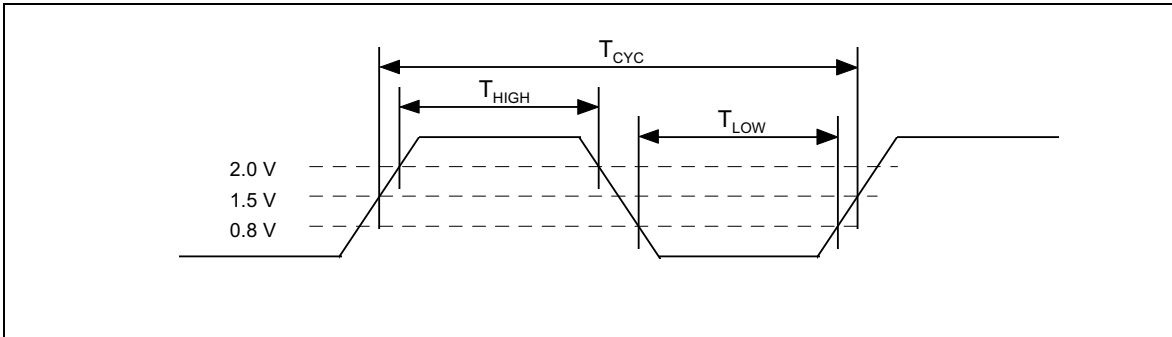 T_CYC
T_HIGH
T_LOW
2.0 V
1.5 V
0.8 V